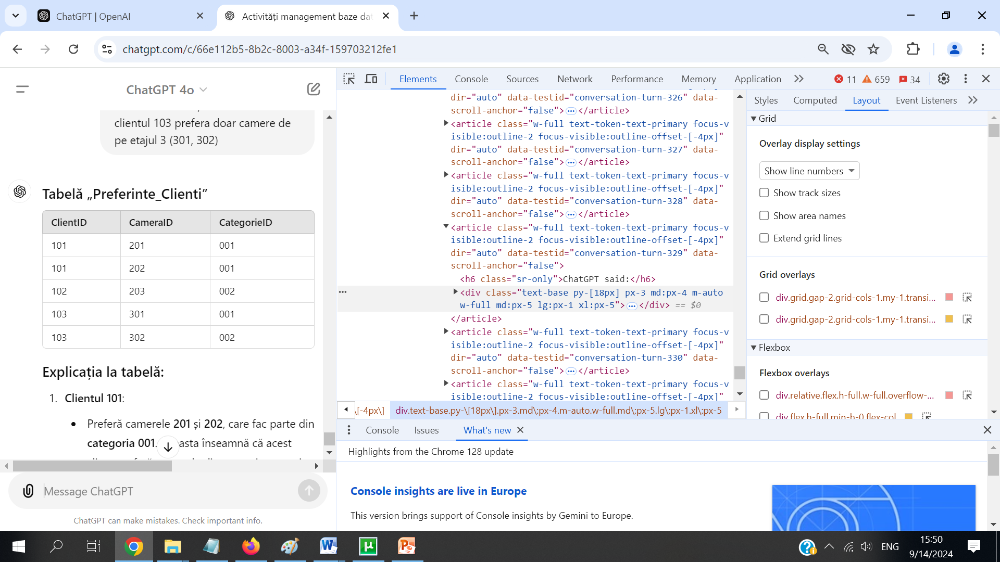 ChatGPT | OpenAI
Activități management baze dat
chatgpt.com/c/66e112b5-8b2c-8003-a34f-159703212fe1
ChatGPT 4o
clientul 103 prefera doar camere de
pe etajul 3 (301, 302)
Tabelă „Preferinte_Clienti”
ClientID CameraID CategorieID
101 201 001
101 202 001
102 203 002
103 301 001
103 302 002
Explicația la tabelă:
1. Clientul 101:
Preferă camerele 201 și 202, care fac parte din
categoria 001. asta înseamnă că acest
Message ChatGPT
ChatGPT can make mistakes. Check important info.
Elements Console Sources Network Performance Memory Application 11 659 34
dir="auto" data-testid="conversation-turn-326" data-
scroll-anchor="false">…</article>
<article class="w-full text-token-text-primary focus-v
isible:outline-2 focus-visible:outline-offset-[-4px]"
dir="auto" data-testid="conversation-turn-327" data-
scroll-anchor="false">…</article>
<article class="w-full text-token-text-primary focus-v
isible:outline-2 focus-visible:outline-offset-[-4px]"
dir="auto" data-testid="conversation-turn-328" data-
scroll-anchor="false">…</article>
<article class="w-full text-token-text-primary focus-v
isible:outline-2 focus-visible:outline-offset-[-4px]"
dir="auto" data-testid="conversation-turn-329" data-
scroll-anchor="false">
<h6 class="sr-only">ChatGPT said:</h6>
<div class="text-base py-[18px] px-3 md:px-4 m-auto
w-full md:px-5 lg:px-1 xl:px-5">…</div> == $0
</article>
<article class="w-full text-token-text-primary focus-v
isible:outline-2 focus-visible:outline-offset-[-4px]"
dir="auto" data-testid="conversation-turn-330" data-
scroll-anchor="false">…</article>
<article class="w-full text-token-text-primary focus-v
isible:outline-2 focus-visible:outline-offset-[-4px]"
\[-4px\] div.text-base.py-\[18px\].px-3.md\:px-4.m-auto.w-full.md\:px-5.lg\:px-1.xl\:px-5
Styles Computed Layout Event Listeners
Grid
Overlay display settings
Show line numbers
Show track sizes
Show area names
Extend grid lines
Grid overlays
div.grid.gap-2.grid-cols-1.my-1.transi...
div.grid.gap-2.grid-cols-1.my-1.transi...
Flexbox
Flexbox overlays
div.relative.flex.h-full.w-full.overflow-...
div.flex.h-full.min-h-0.flex-col
Console Issues What's new
Highlights from the Chrome 128 update
Console insights are live in Europe
This version brings support of Console insights by Gemini to Europe.
ENG
15:50
9/14/2024